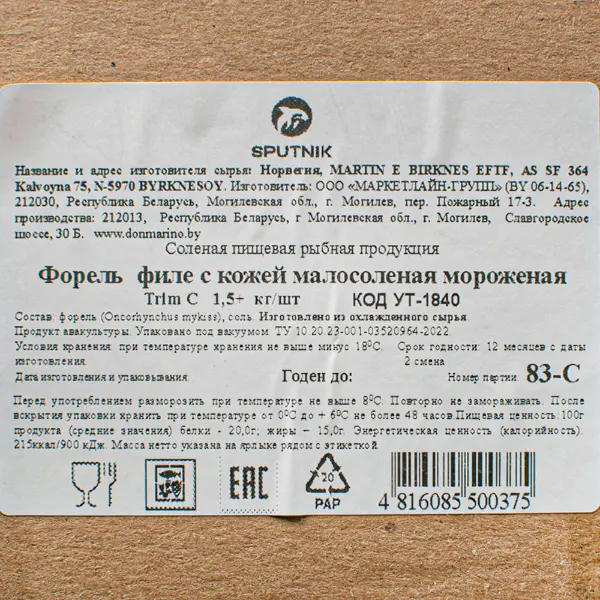 SPUTNIK
Название и адрес изготовителя сырья: Норвегия, MARTIN E BIRKNES EFTF, AS SF 364
Kalvoyna 75, N-5970 BYRKNESOY. Изготовитель: ООО «МАРКЕТЛАЙН-ГРУПП» (BY 06-14-65),
212030, Республика Беларусь, Могилевская обл., г. Могилев, пер. Пожарный 17-3. Адрес
производства: 212013, Республика Беларусь, г Могилевская обл., г. Могилев, Славгородское
шоссе, 30 Б. www.donmarino.by
Соленая пищевая рыбная продукция
Форель филе с кожей малосоленая мороженая
Trim C 1,5+ кг/шт КОД УТ-1840
Состав: форель (Oncorhynchus mykiss), соль. Изготовлено из охлажденного сырья.
Продукт авакультуры. Упаковано под вакуумом. ТУ 10.20.23-001-03520964-2022.
Условия хранения: при температуре хранения не выше минус 18⁰С. Срок годности: 12 месяцев с даты
изготовления. 2 смена
Дата изготовления и упаковывания: Годен до: Номер партии: 83-С
Перед употреблением разморозить при температуре не выше 8⁰С. Повторно не замораживать. После
вскрытия упаковки хранить при температуре от 0⁰С до + 6⁰С не более 48 часов.Пищевая ценность: 100г
продукта (средние значения) белки - 20,0г; жиры – 15,0г. Энергетическая ценность (калорийность):
215ккал/900 кДж. Масса нетто указана на ярлыке рядом с этикеткой.
EAC
20
PAP
4 816085 500375